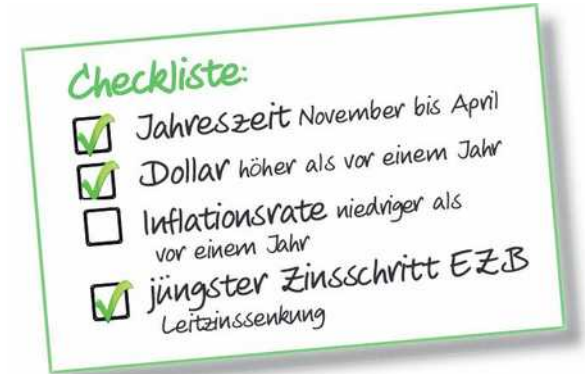 Checkliste:
Jahreszeit November bis April
Dollar höher als vor einem Jahr
Inflationsrate niedriger als
vor einem Jahr
jüngster Zinsschritt EZB
Leitzinssenkung